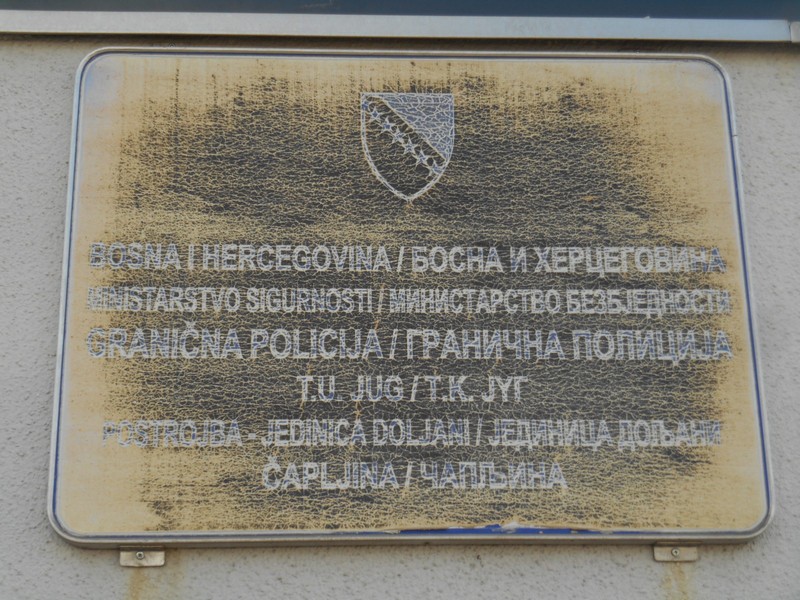 BOSNA I HERCEGOVINA / БОСНА И ХЕРЦЕГОВИНА
MINISTARSTVO SIGURNOSTI / МИНИСТАРСТВО БЕЗБЈЕДНОСТИ
GRANIČNA POLICIJA / ГРАНИЧНА ПОЛИЦИЈА
T.U. JUG / Т.К. ЈУГ
POSTROJBA - JEDINICA DOLJANI / ЈЕДИНИЦА ДОЉАНИ
ČAPLJINA / ЧАПЉИНА